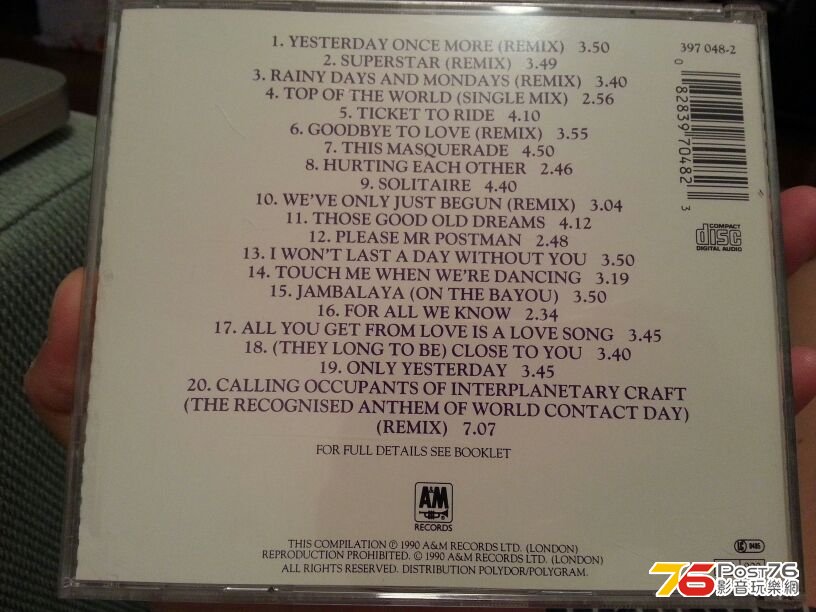 1. YESTERDAY ONCE MORE (REMIX) 3.50
2. SUPERSTAR (REMIX) 3.49
3. RAINY DAYS AND MONDAYS (REMIX) 3.40
4. TOP OF THE WORLD (SINGLE MIX) 2.56
5. TICKET TO RIDE 4.10
6. GOODBYE TO LOVE (REMIX) 3.55
7. THIS MASQUERADE 4.50
8. HURTING EACH OTHER 2.46
9. SOLITAIRE 4.40
10. WE'VE ONLY JUST BEGUN (REMIX) 3.04
11. THOSE GOOD OLD DREAMS 4.12
12. PLEASE MR POSTMAN 2.48
13. I WON'T LAST A DAY WITHOUT YOU 3.50
14. TOUCH ME WHEN WE'RE DANCING 3.19
15. JAMBALAYA (ON THE BAYOU) 3.50
16. FOR ALL WE KNOW 2.34
17. ALL YOU GET FROM LOVE IS A LOVE SONG 3.45
18. (THEY LONG TO BE) CLOSE TO YOU 3.40
19. ONLY YESTERDAY 3.45
20. CALLING OCCUPANTS OF INTERPLANETARY CRAFT
(THE RECOGNISED ANTHEM OF WORLD CONTACT DAY)
(REMIX) 7.07
FOR FULL DETAILS SEE BOOKLET
397 048-2
0 82839 70482 3
COMPACT
disc
DIGITAL AUDIO
A&M
RECORDS
THIS COMPILATION ℗ 1990 A&M RECORDS LTD. (LONDON)
REPRODUCTION PROHIBITED. © 1990 A&M RECORDS LTD. (LONDON)
ALL RIGHTS RESERVED. DISTRIBUTION POLYDOR/POLYGRAM.
LC 0485
76 Post76
影音玩樂網